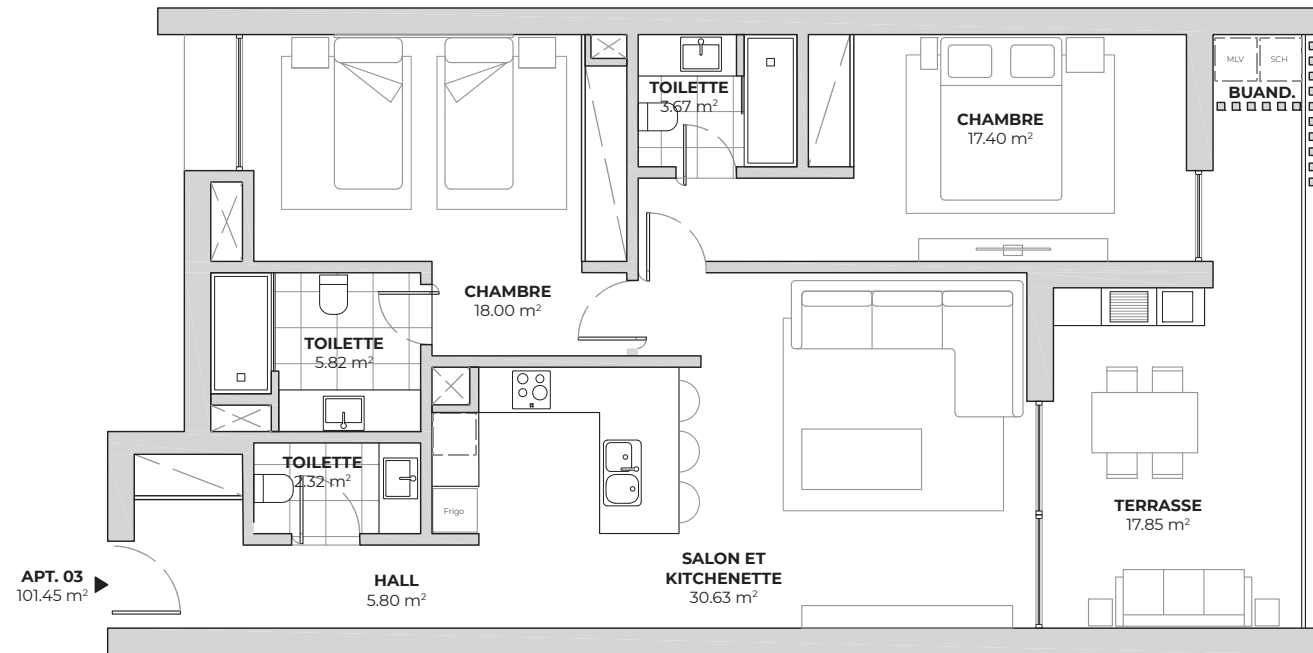 MLV
SCH
BUAND.
TOILETTE
3.67 m²
CHAMBRE
17.40 m²
CHAMBRE
18.00 m²
TOILETTE
5.82 m²
TOILETTE
2.32 m²
Frigo
TERRASSE
17.85 m²
SALON ET
KITCHENETTE
30.63 m²
HALL
5.80 m²
APT. 03
101.45 m²